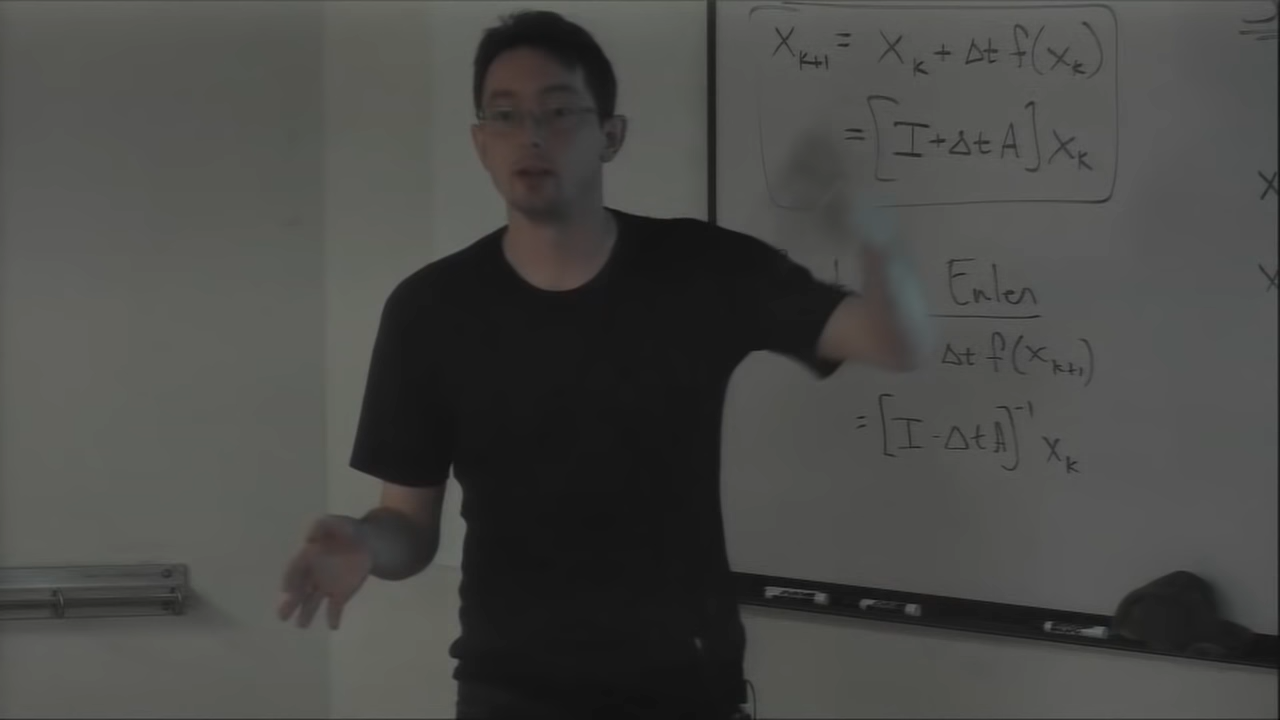 x_{k+1} = x_k + Δt f(x_k)
= [I + Δt A] x_k
Euler
Δt f(x_{k+1})
= [I - Δt A]^{-1} x_k